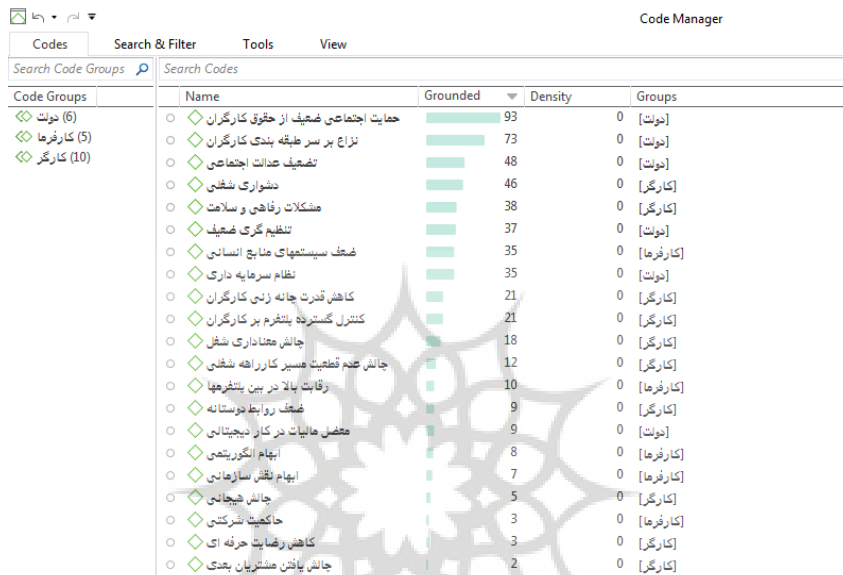 Code Manager
Codes Search & Filter Tools View
Search Code Groups Search Codes
Code Groups Name Grounded Density Groups
(6) دولت
(5) کارفرما
(10) کارگر
حمایت اجتماعی ضعیف از حقوق کارگران 93 0 [دولت]
نزاع بر سر طبقه بندی کارگران 73 0 [دولت]
تضعیف عدالت اجتماعی 48 0 [دولت]
دشواری شغلی 46 0 [کارگر]
مشکلات رفاهی و سلامت 38 0 [کارگر]
تنظیم گری ضعیف 37 0 [دولت]
ضعف سیستمهای منابع انسانی 35 0 [کارفرما]
نظام سرمایه داری 35 0 [دولت]
کاهش قدرت چانه زنی کارگران 21 0 [کارگر]
کنترل گسترده پلتفرم بر کارگران 21 0 [کارگر]
چالش معناداری شغل 18 0 [کارگر]
چالش عدم قطعیت مسیر کارراهه شغلی 12 0 [کارگر]
رقابت بالا در بین پلتفرمها 10 0 [کارفرما]
ضعف روابط دوستانه 9 0 [کارگر]
معضل مالیات در کار دیجیتالی 9 0 [دولت]
ابهام الگوریتمی 8 0 [کارفرما]
ابهام نقش سازمانی 7 0 [کارفرما]
چالش هیجانی 5 0 [کارگر]
حاکمیت شرکتی 3 0 [کارفرما]
کاهش رضایت حرفه ای 3 0 [کارگر]
چالش یافتن مشتریان بعدی 2 0 [کارگر]